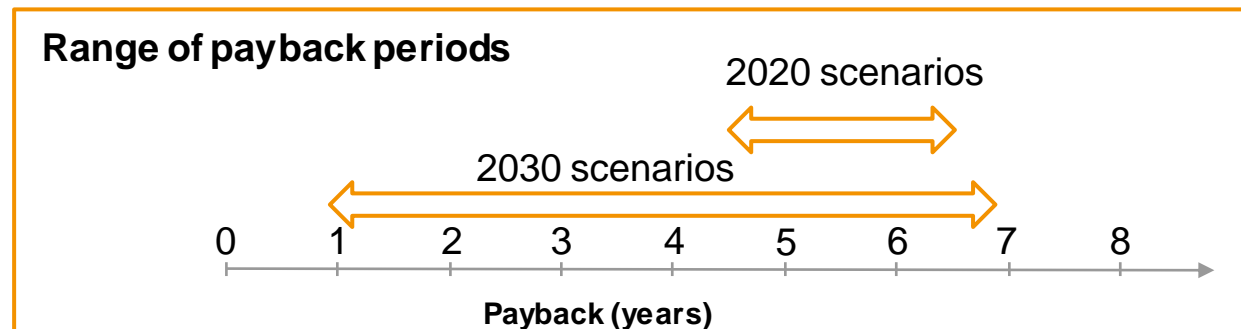 Range of payback periods
2020 scenarios
2030 scenarios
0 1 2 3 4 5 6 7 8
Payback (years)